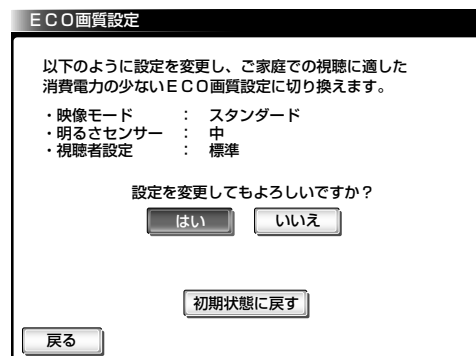 ＥＣＯ画質設定
以下のように設定を変更し、ご家庭での視聴に適した
消費電力の少ないＥＣＯ画質設定に切り換えます。
・映像モード　：　スタンダード
・明るさセンサー　：　中
・視聴者設定　：　標準
設定を変更してもよろしいですか？
はい　いいえ
初期状態に戻す
戻る